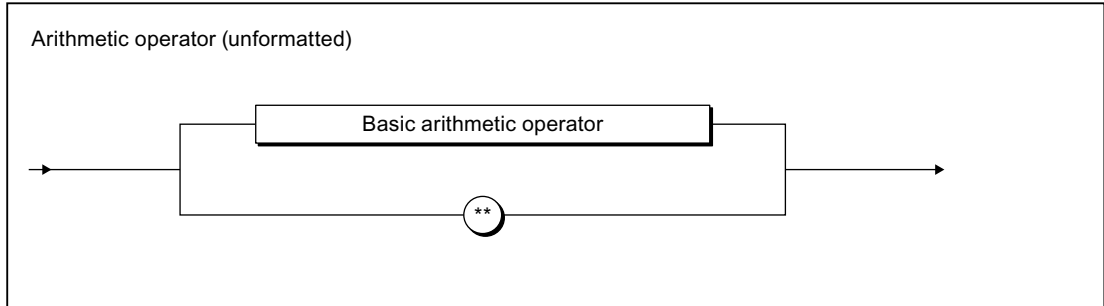 Arithmetic operator (unformatted)
Basic arithmetic operator
**